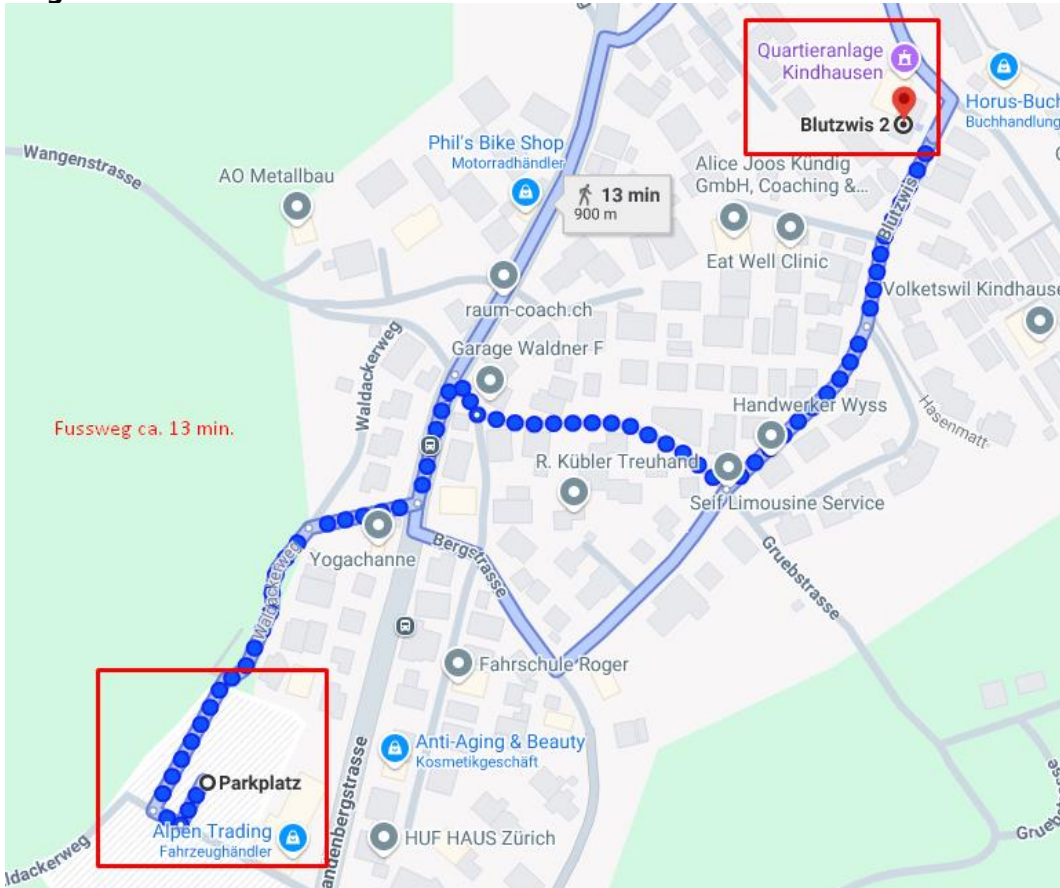 Quartieranlage
Kindhausen
Horus-Buch
Buchhandlung
Blutzwis 2
Phil's Bike Shop
Motorradhändler
Wangenstrasse
AO Metallbau
Alice Joos Kündig
GmbH, Coaching &...
13 min
900 m
Blutzwis
Eat Well Clinic
Volketswil Kindhause
raum-coach.ch
Waldackerweg
Garage Waldner F
Handwerker Wyss
Hasenmatt
Fussweg ca. 13 min.
R. Kübler Treuhand
Seif Limousine Service
Yogachanne
Bergstrasse
Gruebstrasse
Waldackerweg
Fahrschule Roger
Anti-Aging & Beauty
Kosmetikgeschäft
Parkplatz
Alpen Trading
Fahrzeughändler
HUF HAUS Zürich
andenbergstrasse
ldackerweg